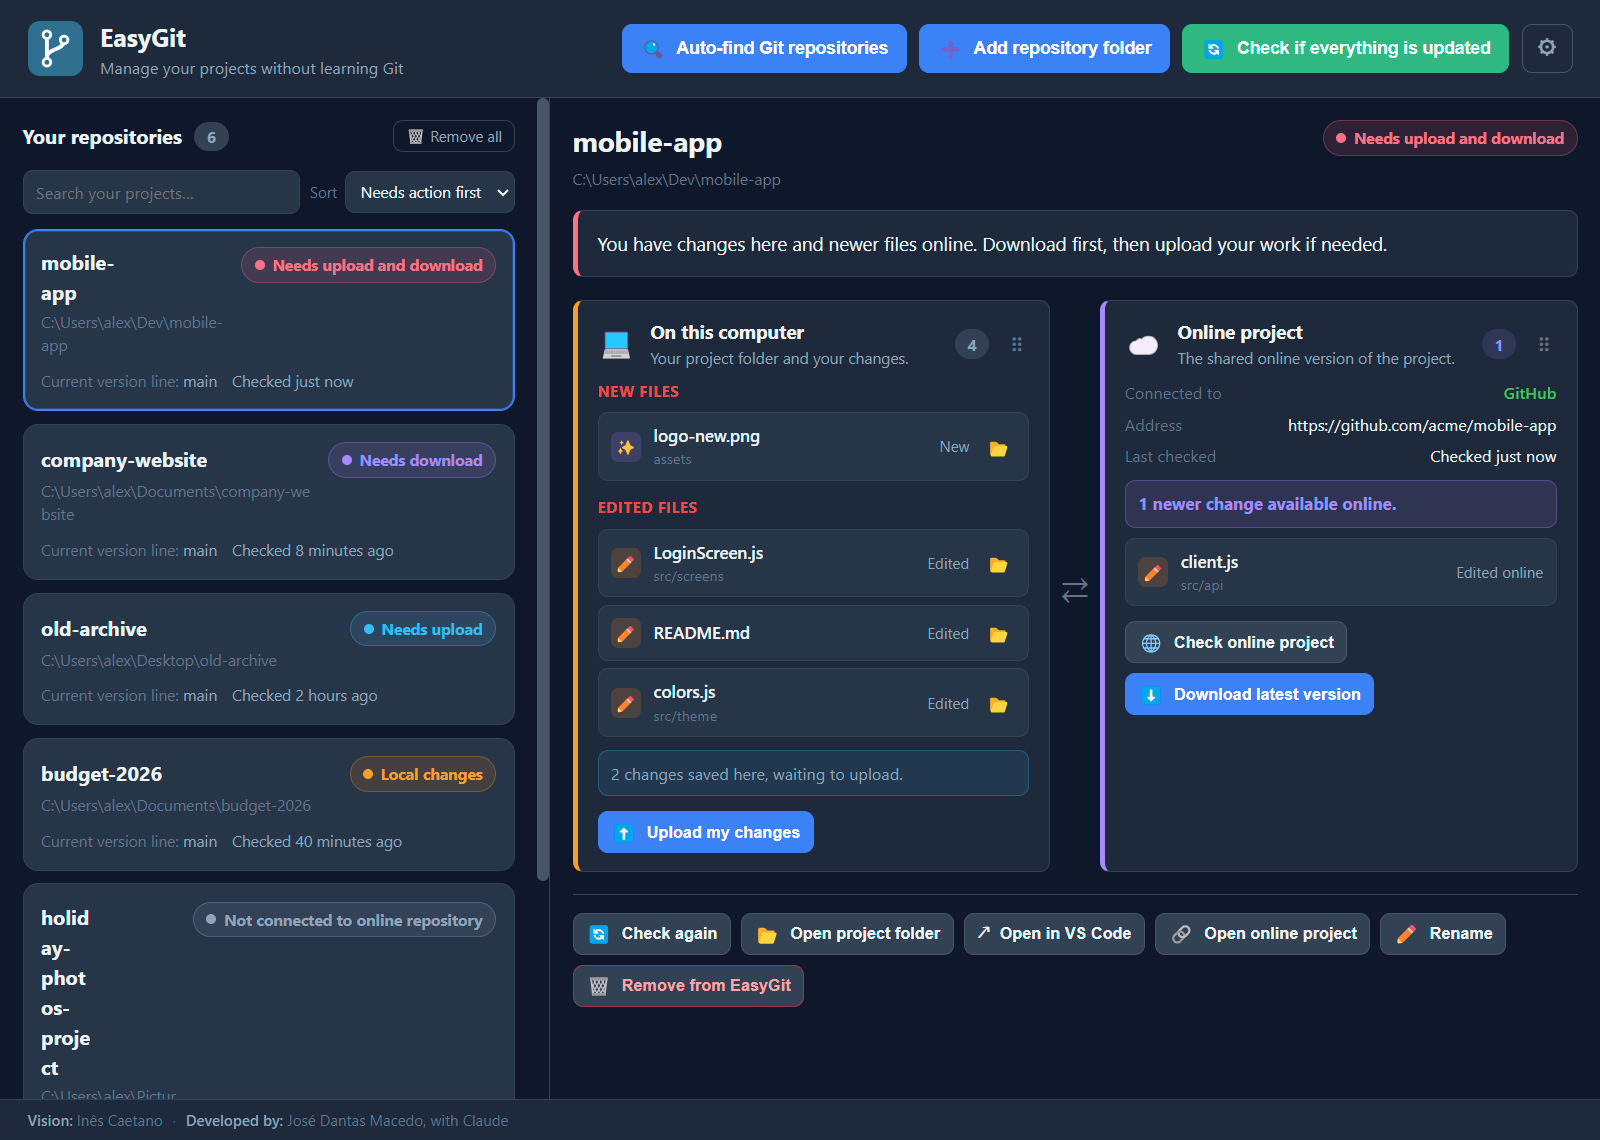 EasyGit
Manage your projects without learning Git
Auto-find Git repositories
Add repository folder
Check if everything is updated
Your repositories 6
Remove all
Search your projects...
Sort
Needs action first
mobile-
app
Needs upload and download
C:\Users\alex\Dev\mobile-
app
Current version line: main Checked just now
company-website
Needs download
C:\Users\alex\Documents\company-we
bsite
Current version line: main Checked 8 minutes ago
old-archive
Needs upload
C:\Users\alex\Desktop\old-archive
Current version line: main Checked 2 hours ago
budget-2026
Local changes
C:\Users\alex\Documents\budget-2026
Current version line: main Checked 40 minutes ago
holid
ay-
phot
os-
proje
ct
Not connected to online repository
C:\Users\alex\Pictur
mobile-app
Needs upload and download
C:\Users\alex\Dev\mobile-app
You have changes here and newer files online. Download first, then upload your work if needed.
On this computer
Your project folder and your changes.
4
NEW FILES
logo-new.png
assets
New
EDITED FILES
LoginScreen.js
src/screens
Edited
README.md
Edited
colors.js
src/theme
Edited
2 changes saved here, waiting to upload.
Upload my changes
Online project
The shared online version of the project.
1
Connected to GitHub
Address https://github.com/acme/mobile-app
Last checked Checked just now
1 newer change available online.
client.js
src/api
Edited online
Check online project
Download latest version
Check again
Open project folder
Open in VS Code
Open online project
Rename
Remove from EasyGit
Vision: Inês Caetano · Developed by: José Dantas Macedo, with Claude